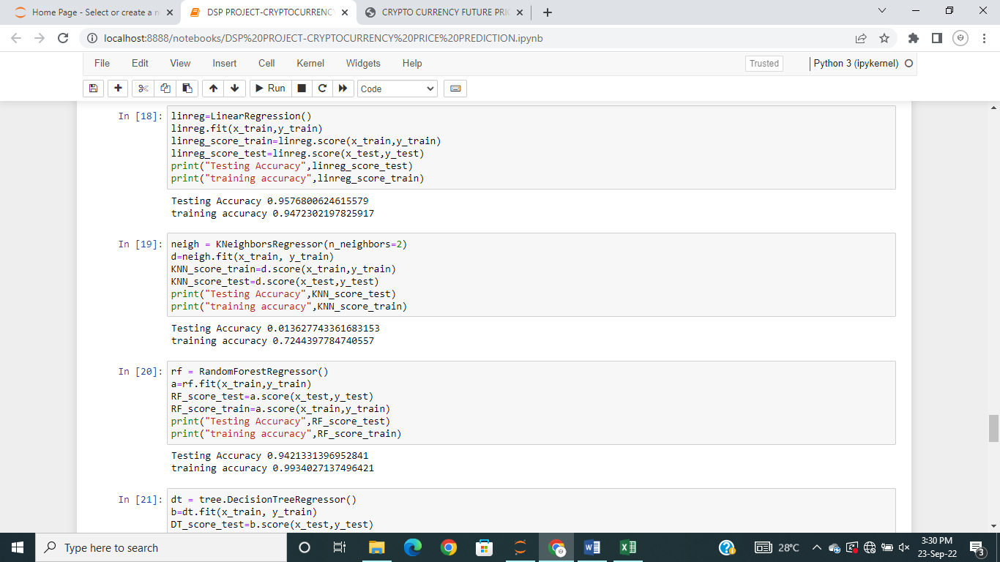 Home Page - Select or create a n
DSP PROJECT-CRYPTOCURRENC
CRYPTO CURRENCY FUTURE PRI
localhost:8888/notebooks/DSP%20PROJECT-CRYPTOCURRENCY%20PRICE%20PREDICTION.ipynb
File Edit View Insert Cell Kernel Widgets Help Trusted Python 3 (ipykernel)
Run Code
In [18]: linreg=LinearRegression()
linreg.fit(x_train,y_train)
linreg_score_train=linreg.score(x_train,y_train)
linreg_score_test=linreg.score(x_test,y_test)
print("Testing Accuracy",linreg_score_test)
print("training accuracy",linreg_score_train)
Testing Accuracy 0.9576800624615579
training accuracy 0.9472302197825917
In [19]: neigh = KNeighborsRegressor(n_neighbors=2)
d=neigh.fit(x_train, y_train)
KNN_score_train=d.score(x_train,y_train)
KNN_score_test=d.score(x_test,y_test)
print("Testing Accuracy",KNN_score_test)
print("training accuracy",KNN_score_train)
Testing Accuracy 0.013627743361683153
training accuracy 0.7244397784740557
In [20]: rf = RandomForestRegressor()
a=rf.fit(x_train,y_train)
RF_score_test=a.score(x_test,y_test)
RF_score_train=a.score(x_train,y_train)
print("Testing Accuracy",RF_score_test)
print("training accuracy",RF_score_train)
Testing Accuracy 0.9421331396952841
training accuracy 0.9934027137496421
In [21]: dt = tree.DecisionTreeRegressor()
b=dt.fit(x_train, y_train)
DT_score_test=b.score(x_test,y_test)
Type here to search
28°C
3:30 PM
23-Sep-22
3